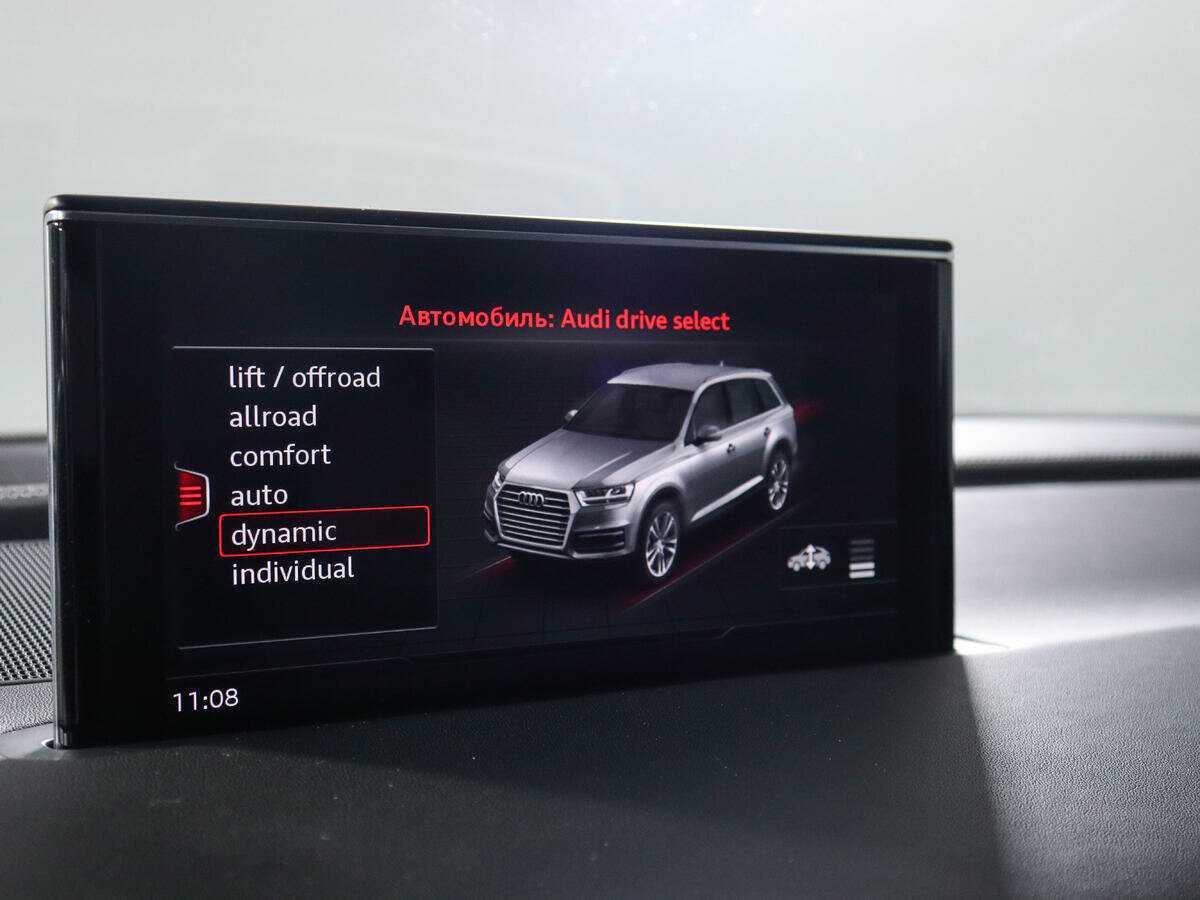 Автомобиль: Audi drive select
lift / offroad
allroad
comfort
auto
dynamic
individual
11:08